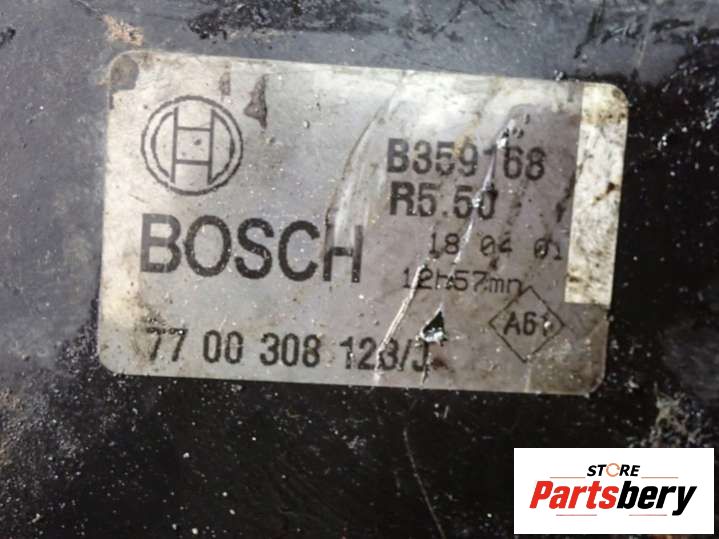 B359168
R5.50
BOSCH
18 04 01
12h57mn
A61
77 00 308 123/J
STORE
Partsbery